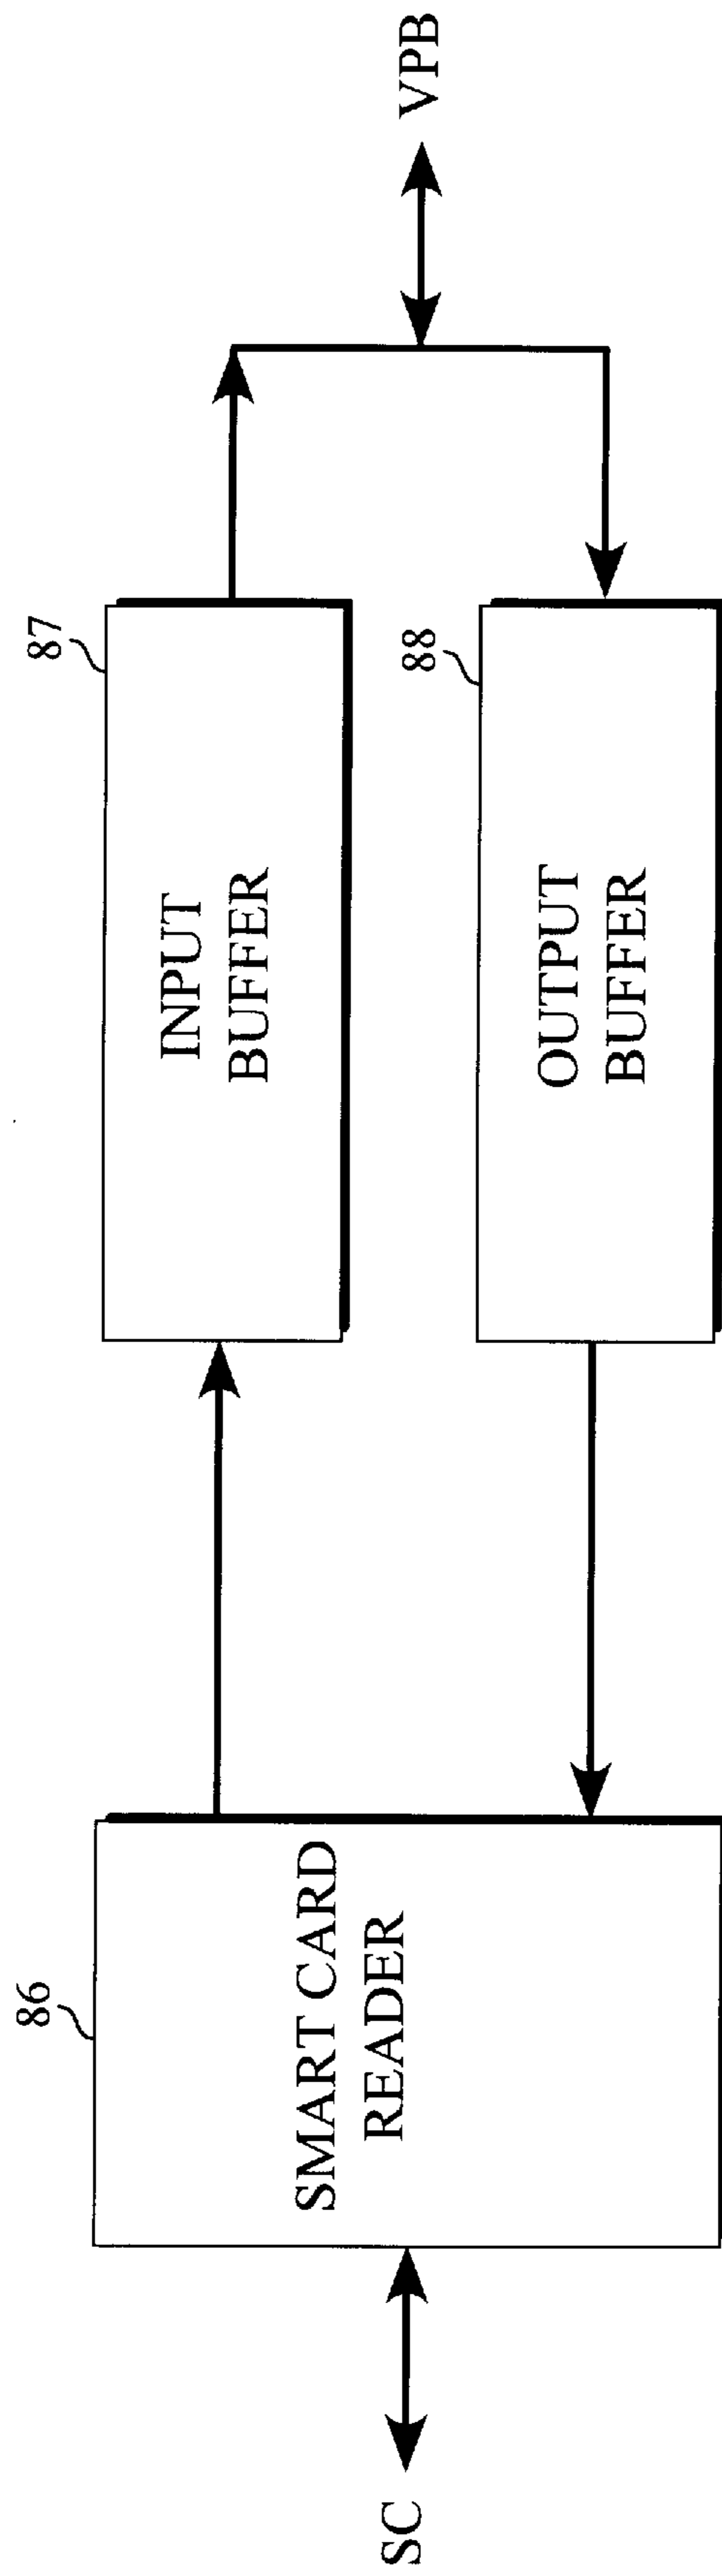 SC
86
SMART CARD
READER
87
INPUT
BUFFER
88
OUTPUT
BUFFER
VPB